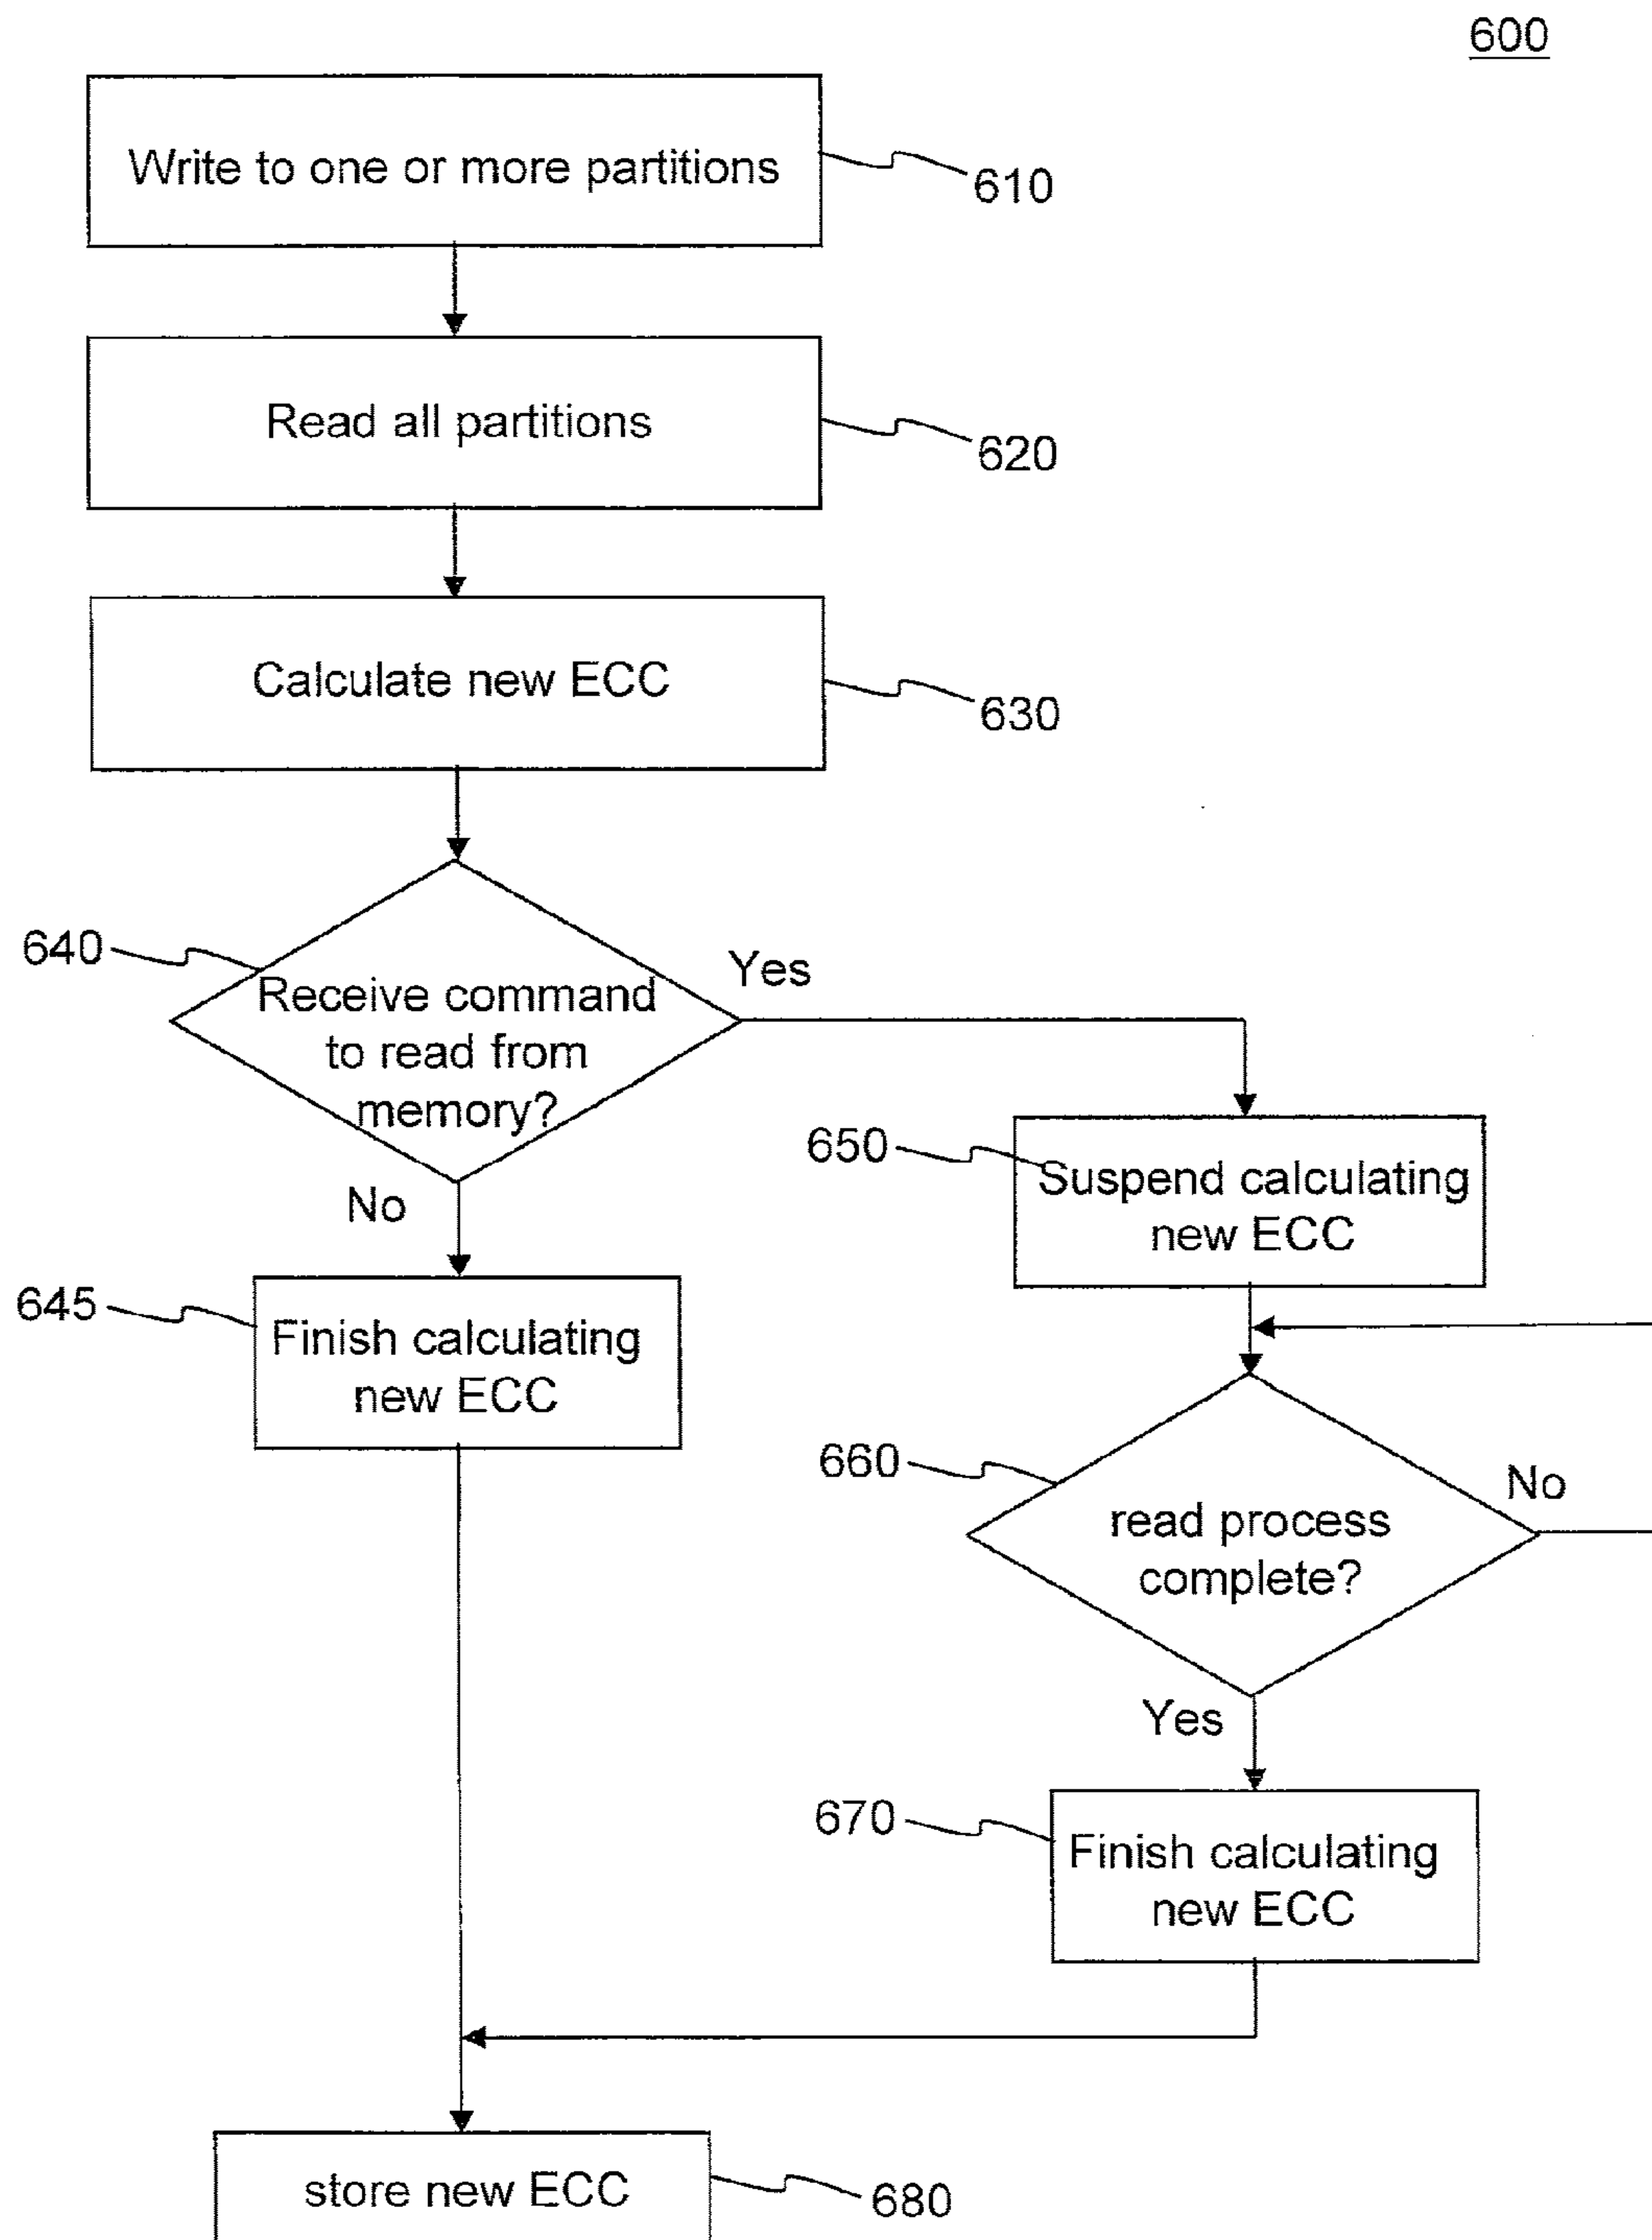 600
Write to one or more partitions
610
Read all partitions
620
Calculate new ECC
630
640
Yes
Receive command
to read from
memory?
No
650
Suspend calculating
new ECC
645
Finish calculating
new ECC
660
No
read process
complete?
Yes
670
Finish calculating
new ECC
store new ECC
680